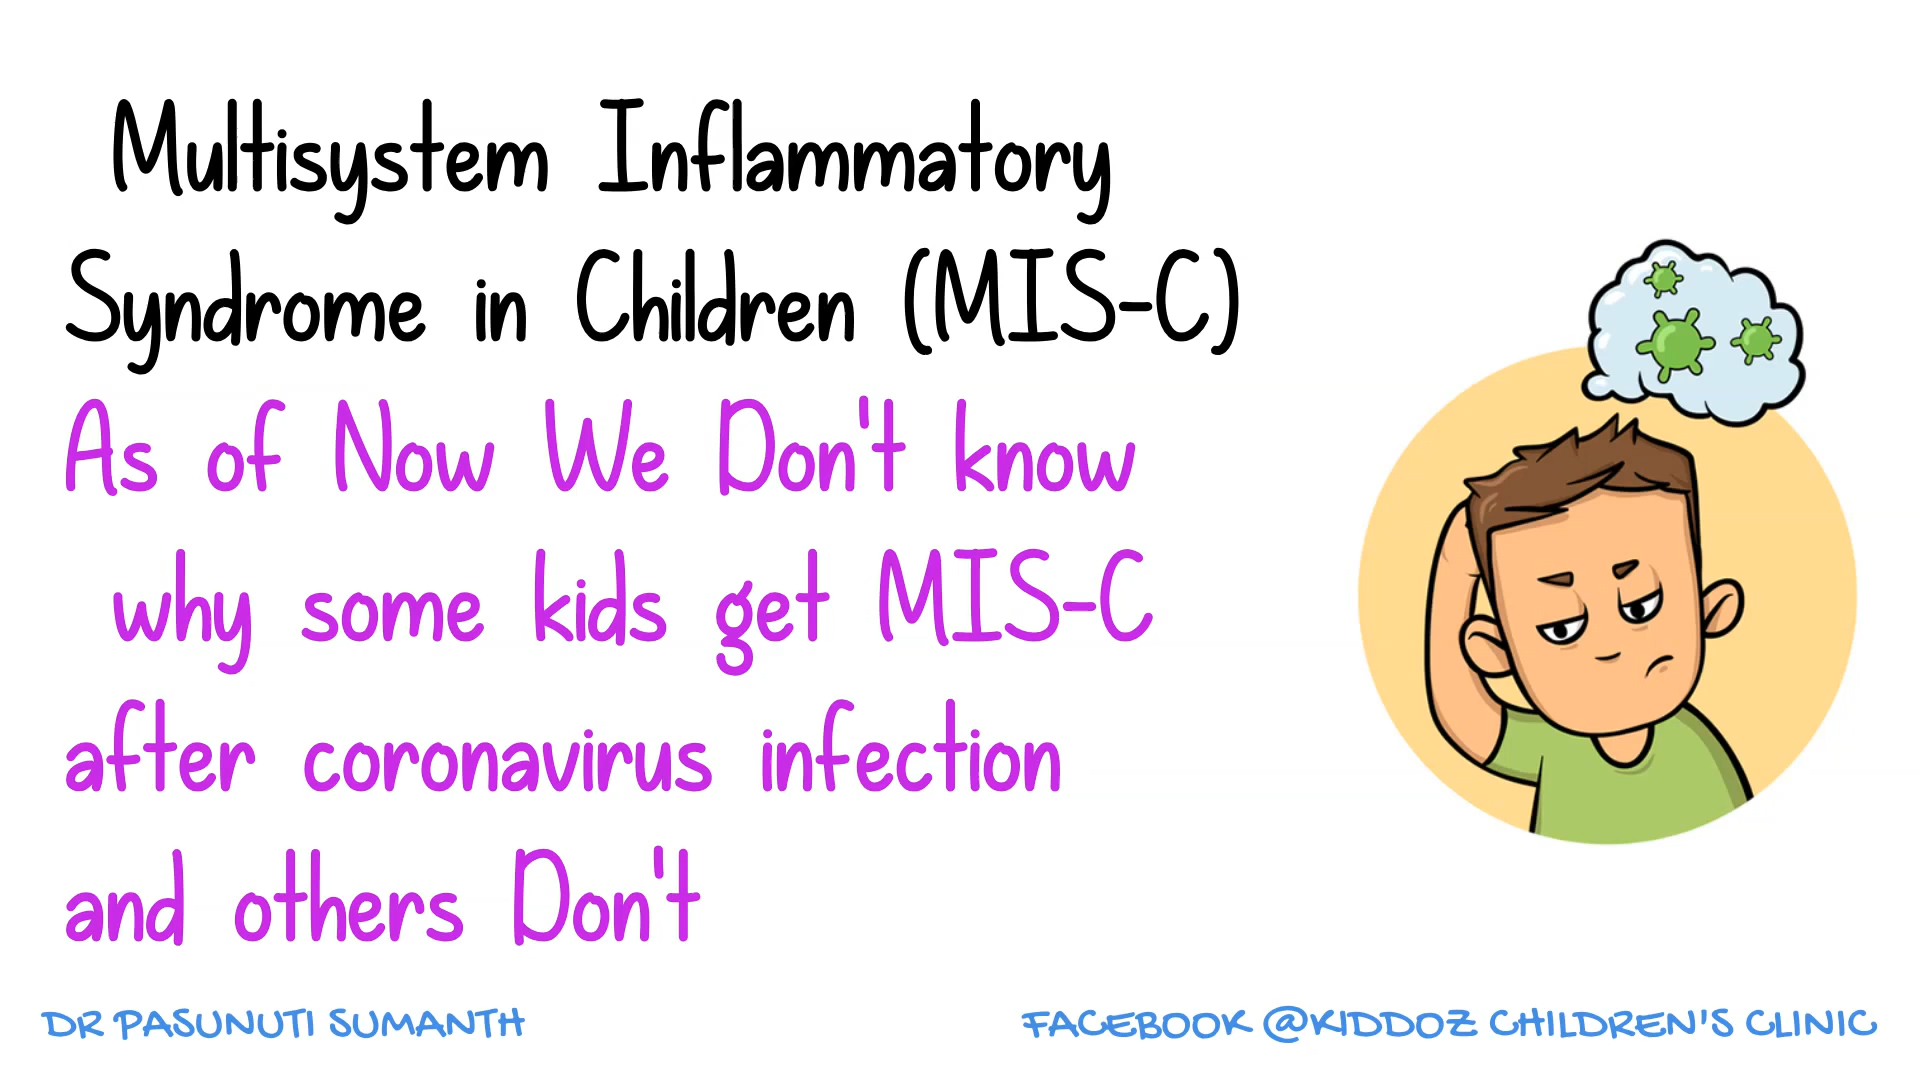 Multisystem Inflammatory
Syndrome in Children (MIS-C)
As of Now We Don't know
why some kids get MIS-C
after coronavirus infection
and others Don't
DR PASUNUTI SUMANTH
FACEBOOK @KIDDOZ CHILDREN'S CLINIC